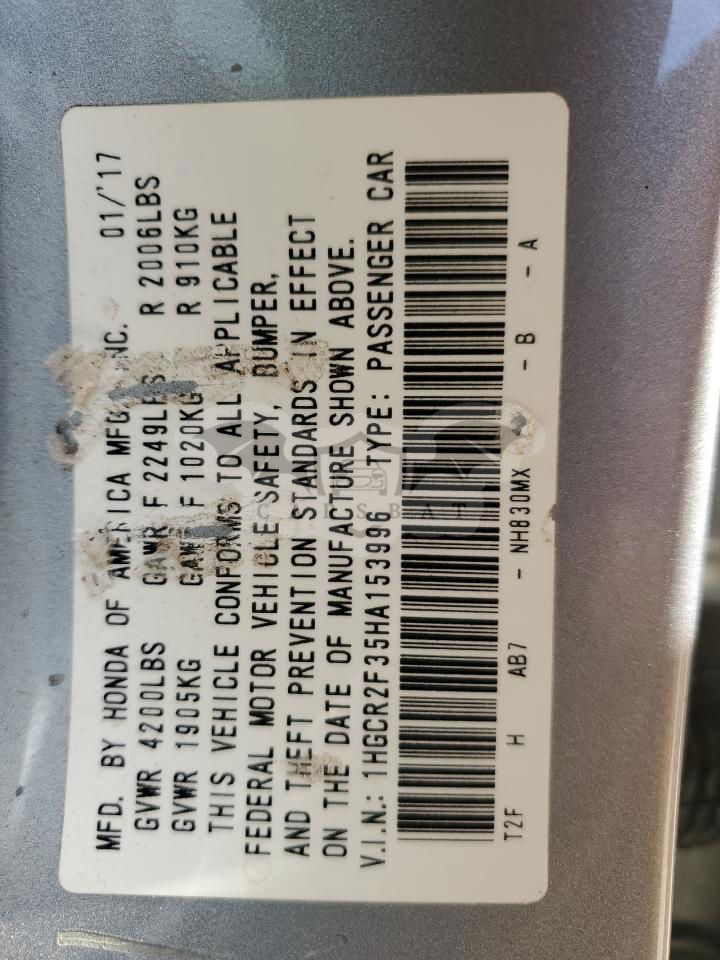 MFD. BY HONDA OF AMERICA MFG., INC. 01/'17
GVWR 4200LBS GAWR F 2249LBS R 2006LBS
GVWR 1905KG GAWR F 1020KG R 910KG
THIS VEHICLE CONFORMS TO ALL APPLICABLE
FEDERAL MOTOR VEHICLE SAFETY, BUMPER,
AND THEFT PREVENTION STANDARDS IN EFFECT
ON THE DATE OF MANUFACTURE SHOWN ABOVE.
V.I.N.: 1HGCR2F35HA153996 TYPE: PASSENGER CAR
T2F H AB7 - NH830MX - B - A
CARSBAT